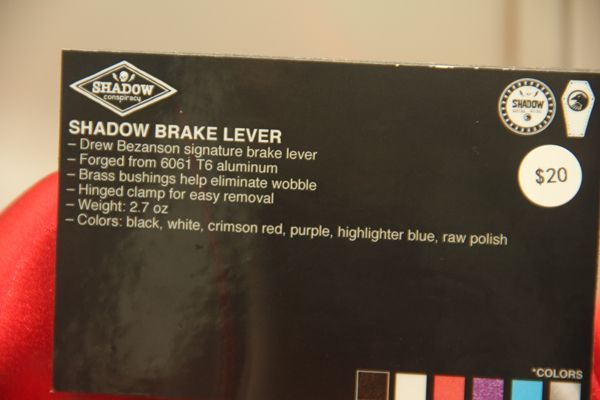 SHADOW
conspiracy
SHADOW
SHADOW BRAKE LEVER
– Drew Bezanson signature brake lever
– Forged from 6061 T6 aluminum
– Brass bushings help eliminate wobble
– Hinged clamp for easy removal
– Weight: 2.7 oz
– Colors: black, white, crimson red, purple, highlighter blue, raw polish
$20
*COLORS